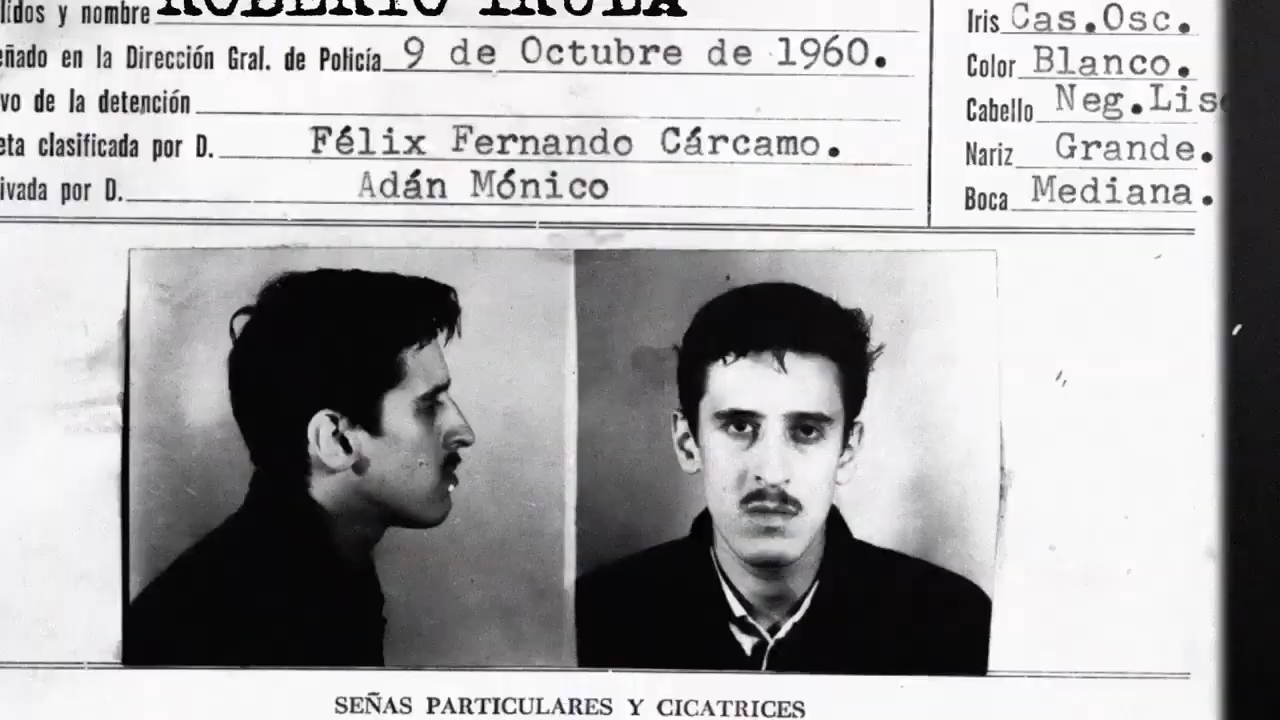 lidos y nombre ROBERTO
eñado en la Dirección Gral. de Policía 9 de Octubre de 1960.
vo de la detención
eta clasificada por D. Félix Fernando Cárcamo.
ivada por D. Adán Mónico
Iris Cas.Osc.
Color Blanco.
Cabello Neg.Lis
Nariz Grande.
Boca Mediana.
SEÑAS PARTICULARES Y CICATRICES